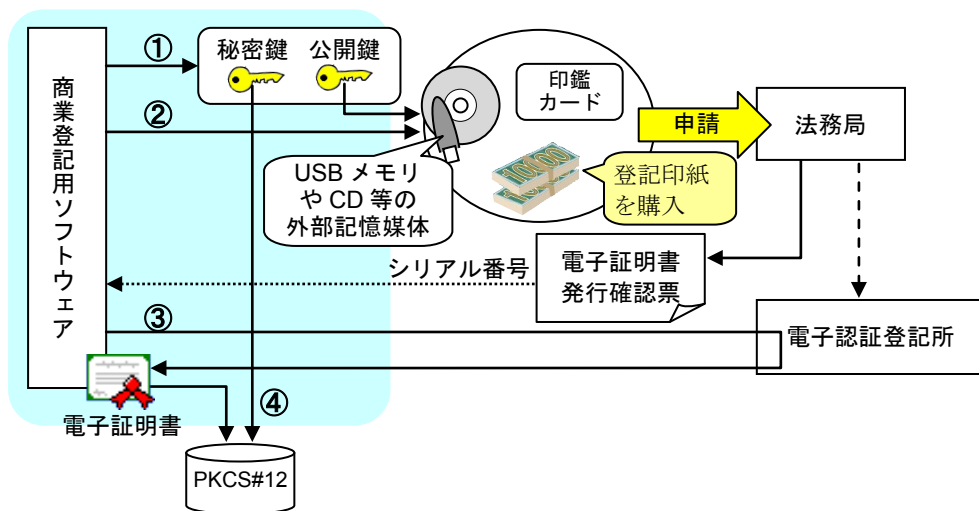 商業登記用ソフトウェア
①
秘密鍵
公開鍵
②
印鑑
カード
USB メモリ
や CD 等の
外部記憶媒体
10000
登記印紙
を購入
申請
法務局
シリアル番号
電子証明書
発行確認票
③
電子認証登記所
電子証明書
④
PKCS#12